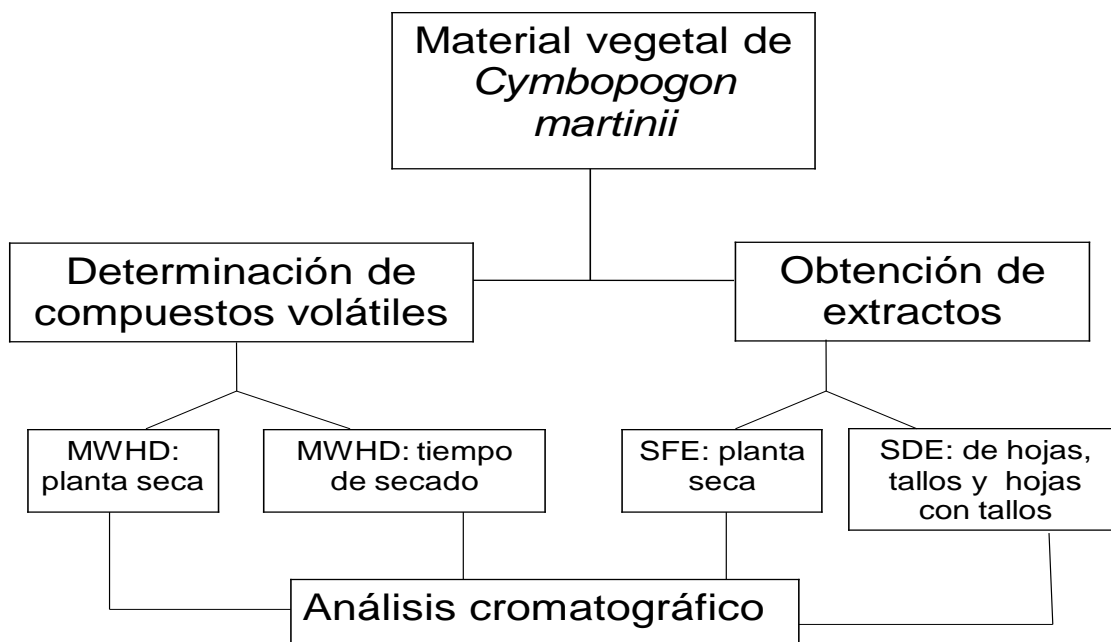 Material vegetal de
Cymbopogon
martinii
Determinación de
compuestos volátiles
Obtención de
extractos
MWHD:
planta seca
MWHD: tiempo
de secado
SFE: planta
seca
SDE: de hojas,
tallos y hojas
con tallos
Análisis cromatográfico